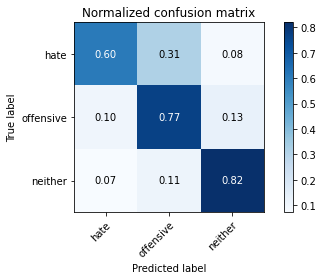 Normalized confusion matrix
True label
hate
offensive
neither
0.60 0.31 0.08
0.10 0.77 0.13
0.07 0.11 0.82
hate
offensive
neither
Predicted label
0.8
0.7
0.6
0.5
0.4
0.3
0.2
0.1